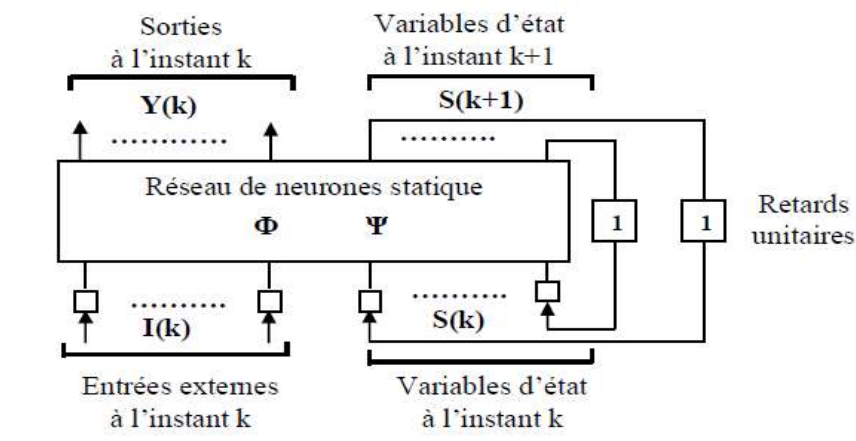 Sorties
à l'instant k
Variables d'état
à l'instant k+1
Y(k)
S(k+1)
............
..........
Réseau de neurones statique
Φ Ψ
1
1
Retards
unitaires
..........
..........
I(k)
S(k)
Entrées externes
à l'instant k
Variables d'état
à l'instant k